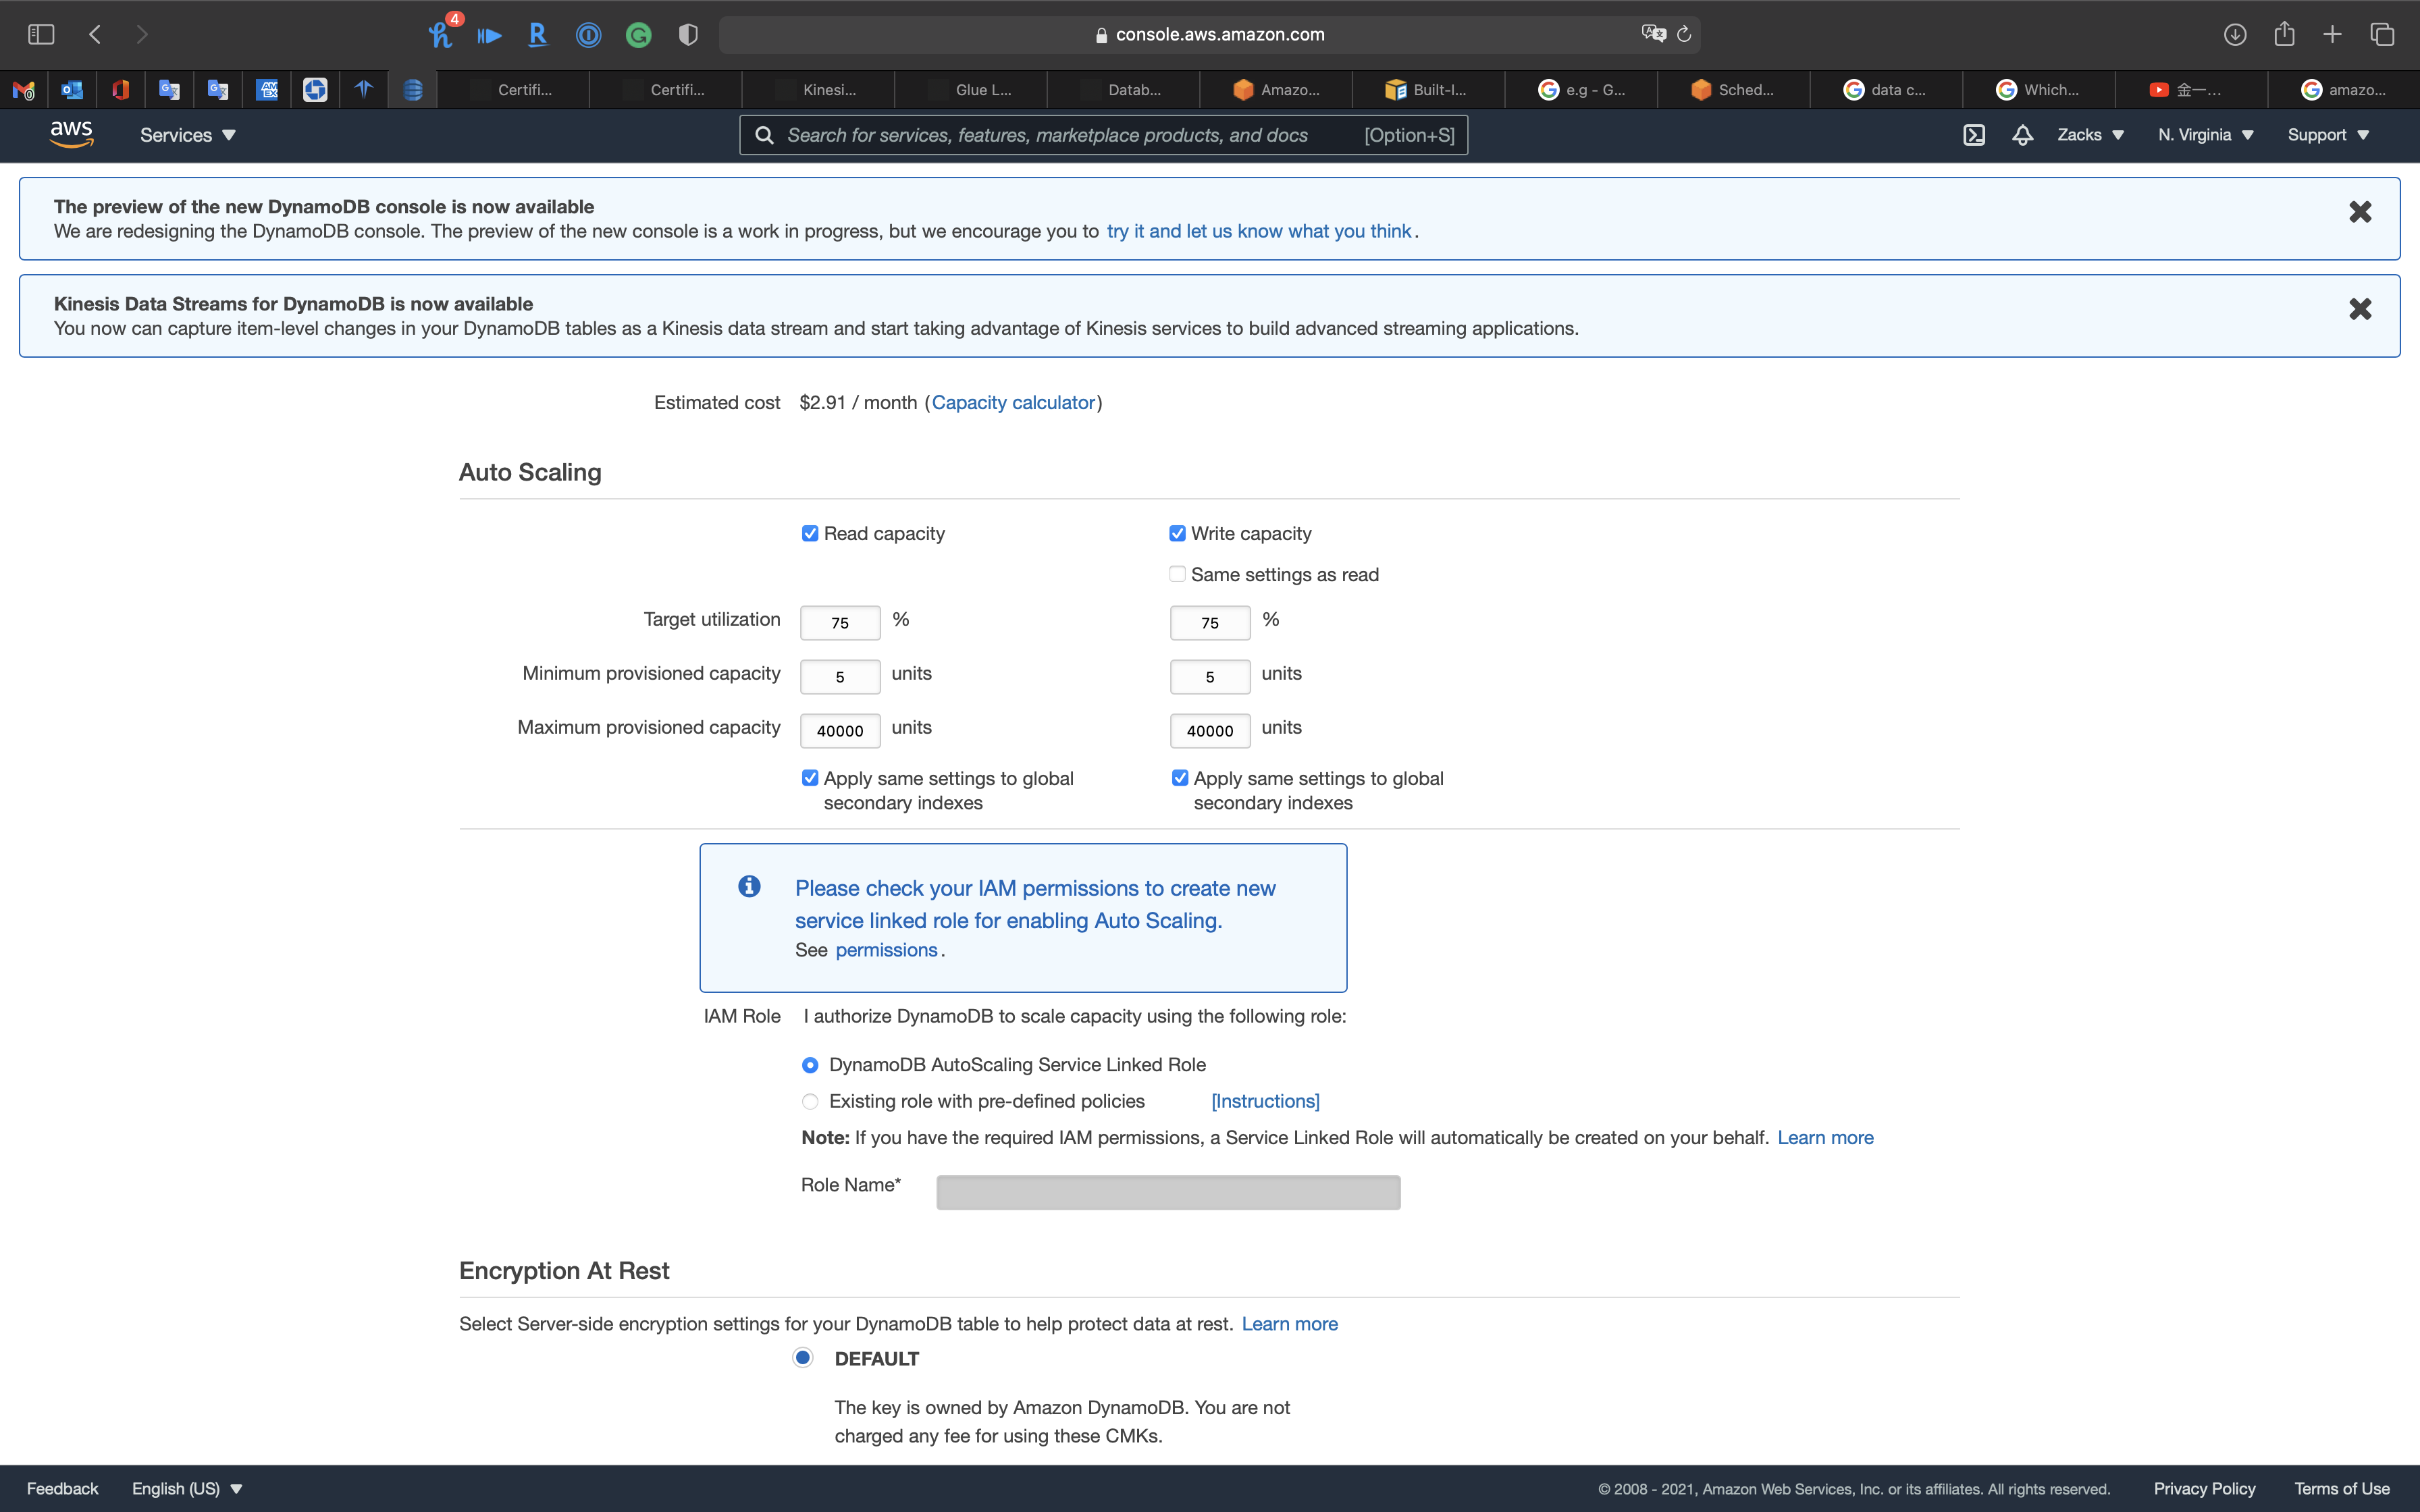 4
console.aws.amazon.com
Certifi...
Certifi...
Kinesi...
Glue L...
Datab...
Amazo...
Built-I...
e.g - G...
Sched...
data c...
Which...
金一...
amazo...
aws
Services
Search for services, features, marketplace products, and docs
[Option+S]
Zacks
N. Virginia
Support
The preview of the new DynamoDB console is now available
We are redesigning the DynamoDB console. The preview of the new console is a work in progress, but we encourage you to try it and let us know what you think.
Kinesis Data Streams for DynamoDB is now available
You now can capture item-level changes in your DynamoDB tables as a Kinesis data stream and start taking advantage of Kinesis services to build advanced streaming applications.
Estimated cost $2.91 / month (Capacity calculator)
Auto Scaling
Read capacity
Write capacity
Same settings as read
Target utilization 75 % 75 %
Minimum provisioned capacity 5 units 5 units
Maximum provisioned capacity 40000 units 40000 units
Apply same settings to global
secondary indexes
Apply same settings to global
secondary indexes
Please check your IAM permissions to create new
service linked role for enabling Auto Scaling.
See permissions.
IAM Role I authorize DynamoDB to scale capacity using the following role:
DynamoDB AutoScaling Service Linked Role
Existing role with pre-defined policies [Instructions]
Note: If you have the required IAM permissions, a Service Linked Role will automatically be created on your behalf. Learn more
Role Name*
Encryption At Rest
Select Server-side encryption settings for your DynamoDB table to help protect data at rest. Learn more
DEFAULT
The key is owned by Amazon DynamoDB. You are not
charged any fee for using these CMKs.
Feedback
English (US)
© 2008 - 2021, Amazon Web Services, Inc. or its affiliates. All rights reserved.
Privacy Policy
Terms of Use